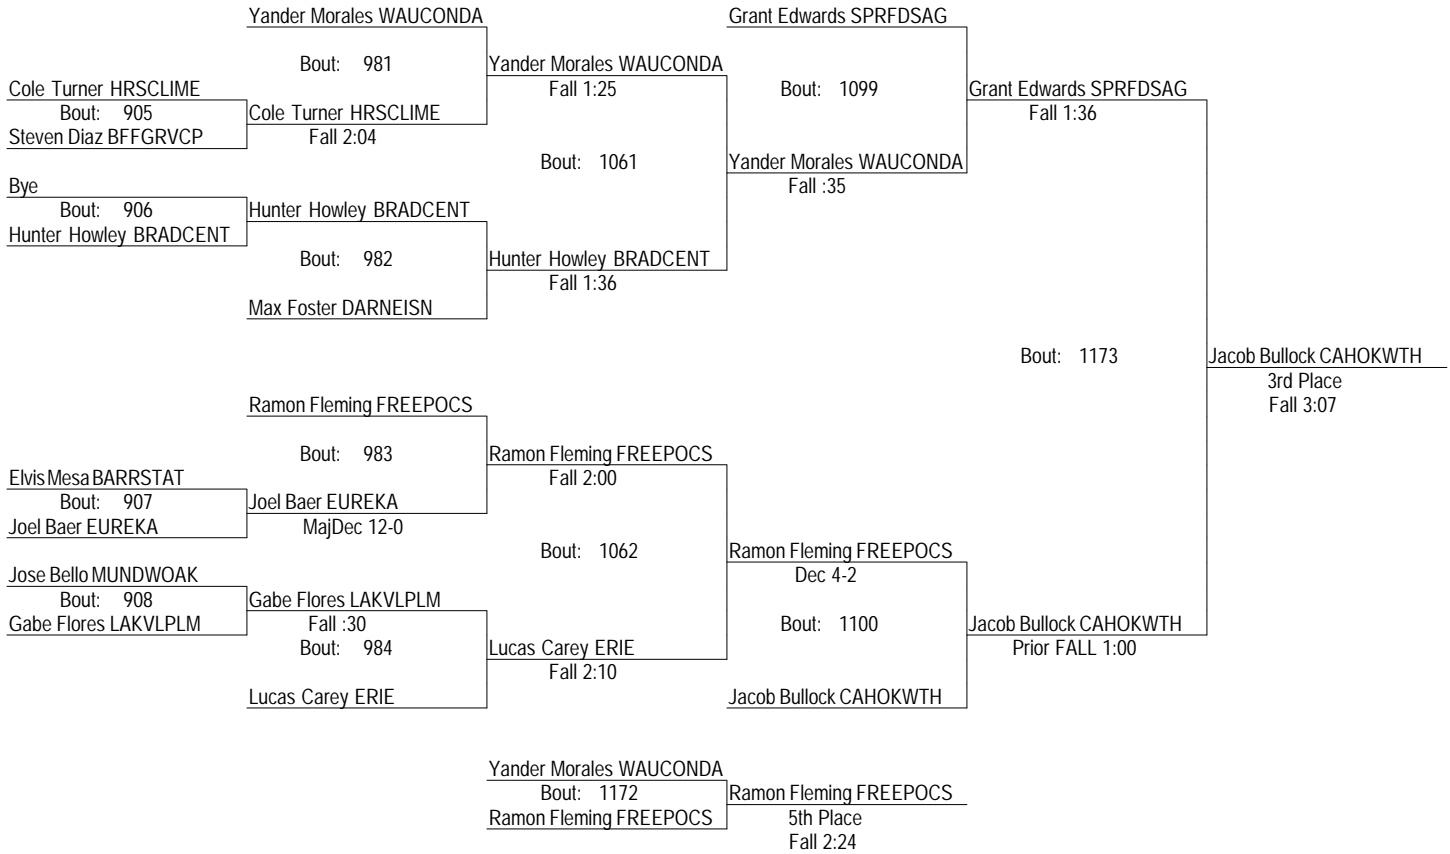 Yander Morales WAUCONDA
Grant Edwards SPRFDSAG
Bout: 981
Yander Morales WAUCONDA
Cole Turner HRSCLIME
Fall 1:25
Bout: 1099
Grant Edwards SPRFDSAG
Bout: 905
Cole Turner HRSCLIME
Fall 1:36
Steven Diaz BFFGRVCP
Fall 2:04
Bout: 1061
Yander Morales WAUCONDA
Bye
Fall :35
Bout: 906
Hunter Howley BRADCENT
Hunter Howley BRADCENT
Bout: 982
Hunter Howley BRADCENT
Fall 1:36
Max Foster DARNEISN
Bout: 1173
Jacob Bullock CAHOKWTH
3rd Place
Fall 3:07
Ramon Fleming FREEPOCS
Bout: 983
Ramon Fleming FREEPOCS
Elvis Mesa BARRSTAT
Fall 2:00
Bout: 907
Joel Baer EUREKA
Joel Baer EUREKA
MajDec 12-0
Bout: 1062
Ramon Fleming FREEPOCS
Jose Bello MUNDWOAK
Dec 4-2
Bout: 908
Gabe Flores LAKVLPLM
Gabe Flores LAKVLPLM
Fall :30
Bout: 1100
Jacob Bullock CAHOKWTH
Bout: 984
Lucas Carey ERIE
Prior FALL 1:00
Fall 2:10
Lucas Carey ERIE
Jacob Bullock CAHOKWTH
Yander Morales WAUCONDA
Bout: 1172
Ramon Fleming FREEPOCS
Ramon Fleming FREEPOCS
5th Place
Fall 2:24